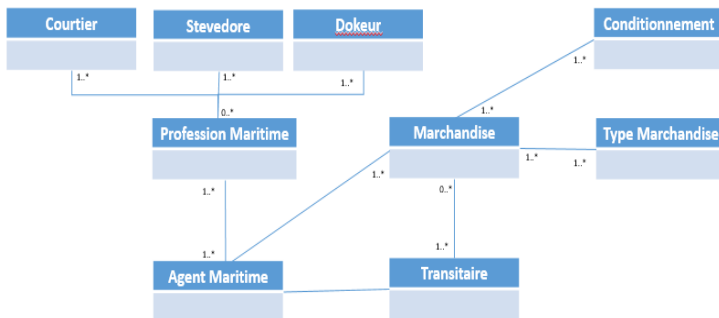 Courtier
Stevedore
Dokeur
Conditionnement
1..*
1..*
1..*
1..*
0..*
1..*
Profession Maritime
Marchandise
Type Marchandise
1..*
1..*
1..*
1..*
0..*
1..*
1..*
1..*
Agent Maritime
Transitaire